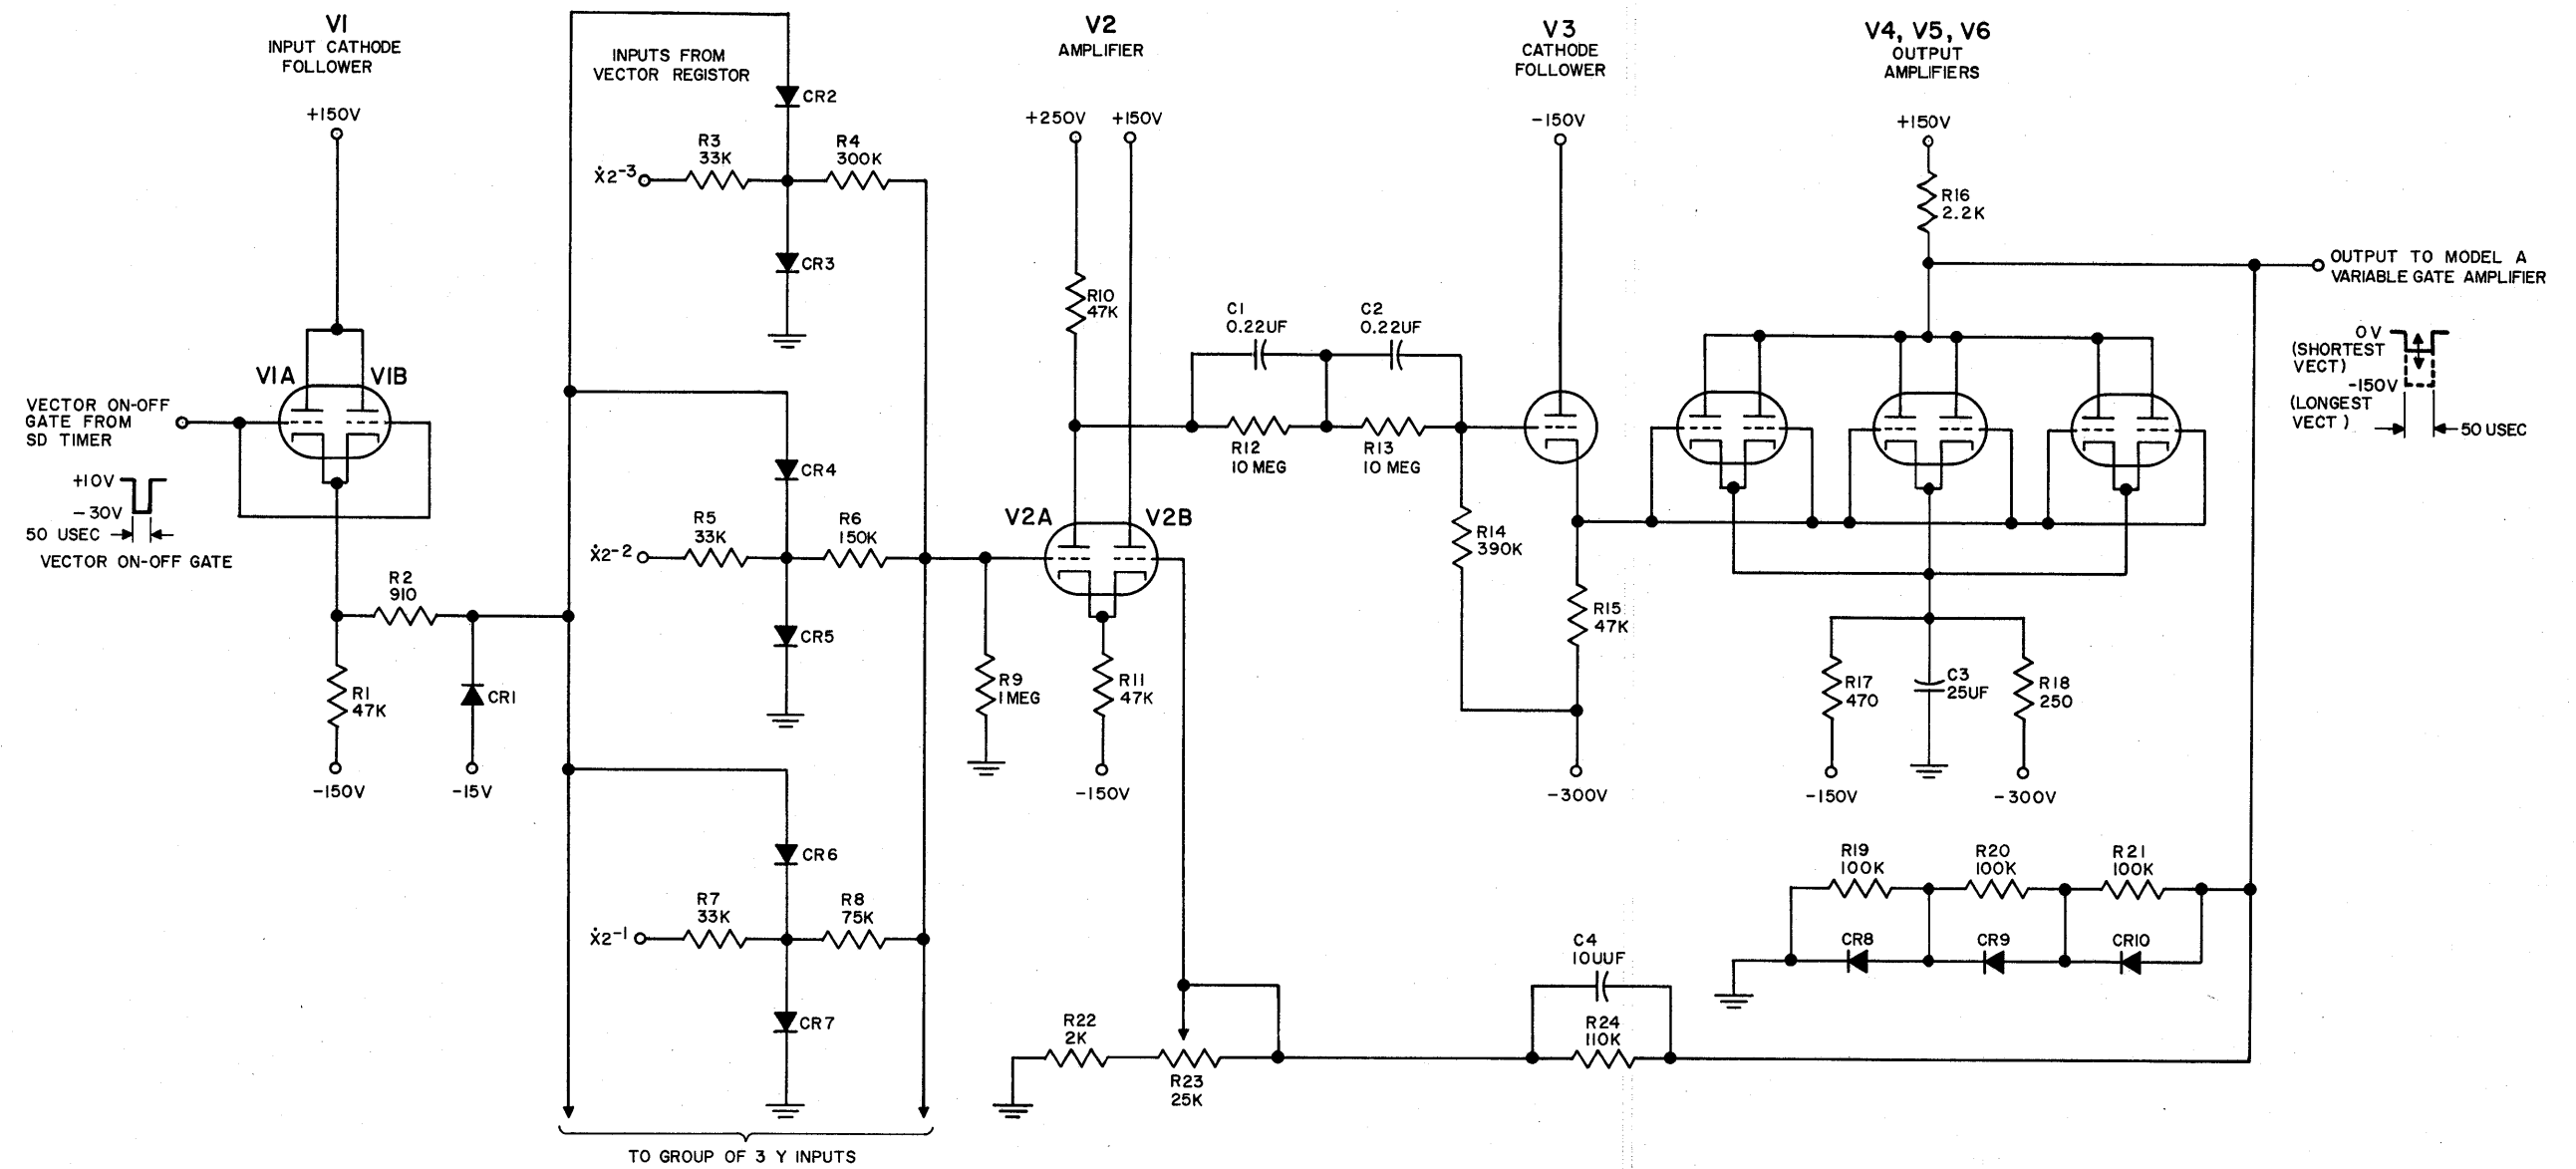 V1
INPUT CATHODE
FOLLOWER
+150V
V1A
V1B
VECTOR ON-OFF
GATE FROM
SD TIMER
+10V
-30V
50 USEC
VECTOR ON-OFF GATE
R2
910
R1
47K
CR1
-150V
-15V
INPUTS FROM
VECTOR REGISTOR
CR2
R3
33K
R4
300K
Ẋ2⁻³
CR3
CR4
R5
33K
R6
150K
Ẋ2⁻²
CR5
CR6
R7
33K
R8
75K
Ẋ2⁻¹
CR7
TO GROUP OF 3 Y INPUTS
V2
AMPLIFIER
+250V
+150V
R10
47K
V2A
V2B
R9
1MEG
R11
47K
-150V
C1
0.22UF
C2
0.22UF
R12
10 MEG
R13
10 MEG
R14
390K
V3
CATHODE
FOLLOWER
-150V
R15
47K
-300V
V4, V5, V6
OUTPUT
AMPLIFIERS
+150V
R16
2.2K
OUTPUT TO MODEL A
VARIABLE GATE AMPLIFIER
0V
(SHORTEST
VECT)
-150V
(LONGEST
VECT)
50 USEC
R17
470
C3
25UF
R18
250
-150V
-300V
R19
100K
R20
100K
R21
100K
CR8
CR9
CR10
C4
10UUF
R24
110K
R22
2K
R23
25K